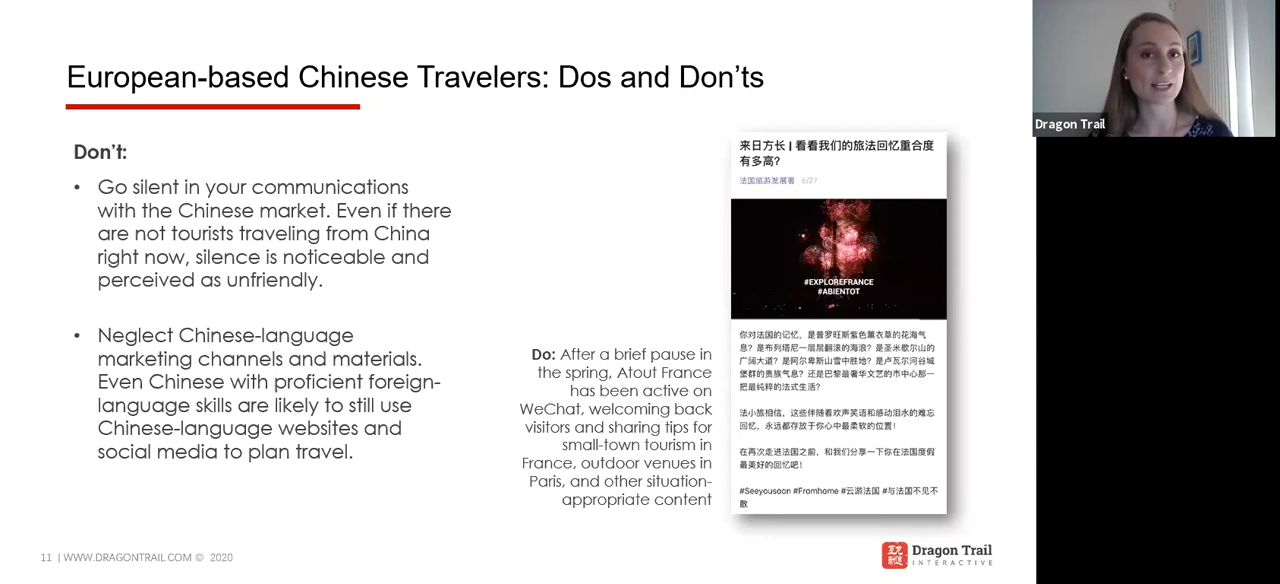 European-based Chinese Travelers: Dos and Don'ts
Don't:
• Go silent in your communications
with the Chinese market. Even if there
are not tourists traveling from China
right now, silence is noticeable and
perceived as unfriendly.
• Neglect Chinese-language
marketing channels and materials.
Even Chinese with proficient foreign-
language skills are likely to still use
Chinese-language websites and
social media to plan travel.
Do: After a brief pause in
the spring, Atout France
has been active on
WeChat, welcoming back
visitors and sharing tips for
small-town tourism in
France, outdoor venues in
Paris, and other situation-
appropriate content
来日方长 | 看看我们的旅法回忆重合度
有多高?
法国旅游发展署 5/27
#EXPLOREFRANCE
#ABIENTOT
你对法国的记忆，是普罗旺斯紫色薰衣草的花海气
息？是布列塔尼一层层翻滚的海浪？是圣米歇尔山的
广阔大道？是阿尔卑斯山雪中胜地？是卢瓦尔河谷城
堡群的贵族气息？还是巴黎最奢华文艺的市中心那一
把最纯粹的法式生活?
法小旅相信，这些伴随着欢声笑语和感动泪水的难忘
回忆，永远都存放于你心中最柔软的位置！
在再次走进法国之前，和我们分享一下你在法国度假
最美好的回忆吧！
#Seeyousoon #Fromhome #云游法国 #与法国不见不
散
11 | WWW.DRAGONTRAIL.COM © 2020
Dragon Trail
INTERACTIVE
Dragon Trail